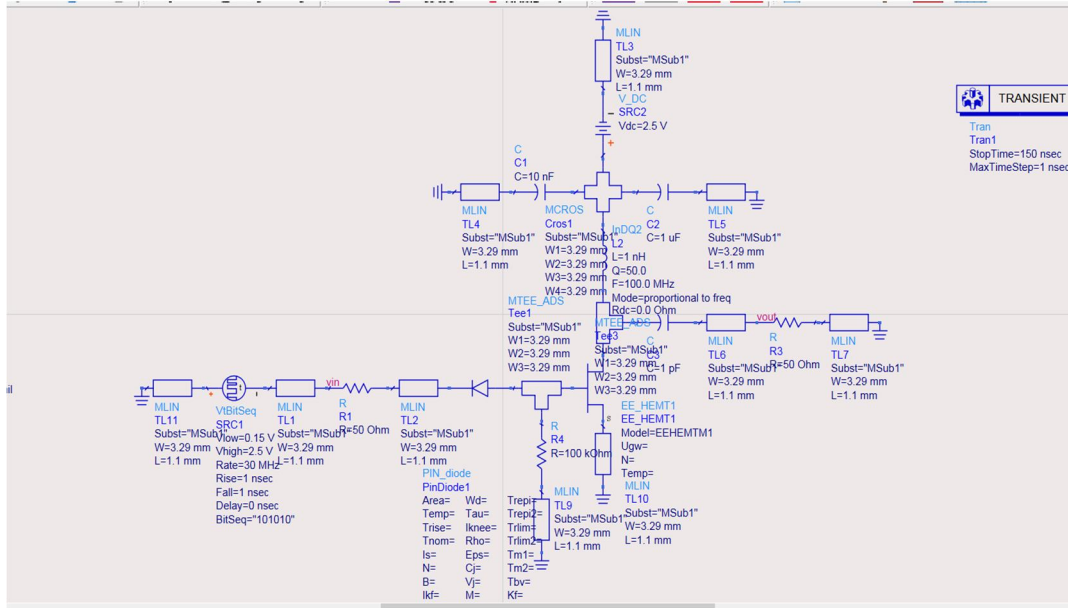 MLIN
TL3
Subst="MSub1"
W=3.29 mm
L=1.1 mm
V_DC
SRC2
Vdc=2.5 V
-
+
TRANSIENT
Tran
Tran1
StopTime=150 nsec
MaxTimeStep=1 nsec
C
C1
C=10 nF
MLIN
TL4
Subst="MSub1"
W=3.29 mm
L=1.1 mm
MCROS
Cros1
Subst="MSub1"
W1=3.29 mm
W2=3.29 mm
W3=3.29 mm
W4=3.29 mm
C
C2
C=1 uF
MLIN
TL5
Subst="MSub1"
W=3.29 mm
L=1.1 mm
InDQ2
L2
L=1 nH
Q=50.0
F=100.0 MHz
Mode=proportional to freq
Rdc=0.0 Ohm
MTEE_ADS
Tee1
Subst="MSub1"
W1=3.29 mm
W2=3.29 mm
W3=3.29 mm
MTEE_ADS
Tee3
Subst="MSub1"
W1=3.29 mm
W2=3.29 mm
W3=3.29 mm
C
C3
C=1 pF
MLIN
TL6
Subst="MSub1"
W=3.29 mm
L=1.1 mm
vout
R
R3
R=50 Ohm
MLIN
TL7
Subst="MSub1"
W=3.29 mm
L=1.1 mm
MLIN
TL11
Subst="MSub1"
W=3.29 mm
L=1.1 mm
+
-
t
VtBitSeq
SRC1
Vlow=0.15 V
Vhigh=2.5 V
Rate=30 MHz
Rise=1 nsec
Fall=1 nsec
Delay=0 nsec
BitSeq="101010"
MLIN
TL1
Subst="MSub1"
W=3.29 mm
L=1.1 mm
vin
R
R1
R=50 Ohm
MLIN
TL2
Subst="MSub1"
W=3.29 mm
L=1.1 mm
PIN_diode
PinDiode1
Area= Wd= Trepi=
Temp= Tau= Trepi2=
Trise= Iknee= Trlim=
Tnom= Rho= Trlim2=
Is= Eps= Tm1=
N= Cj= Tm2=
B= Vj= Tbv=
Ikf= M= Kf=
R
R4
R=100 kOhm
MLIN
TL9
Subst="MSub1"
W=3.29 mm
L=1.1 mm
s
EE_HEMT1
EE_HEMT1
Model=EEHEMTM1
Ugw=
N=
Temp=
MLIN
TL10
Subst="MSub1"
W=3.29 mm
L=1.1 mm